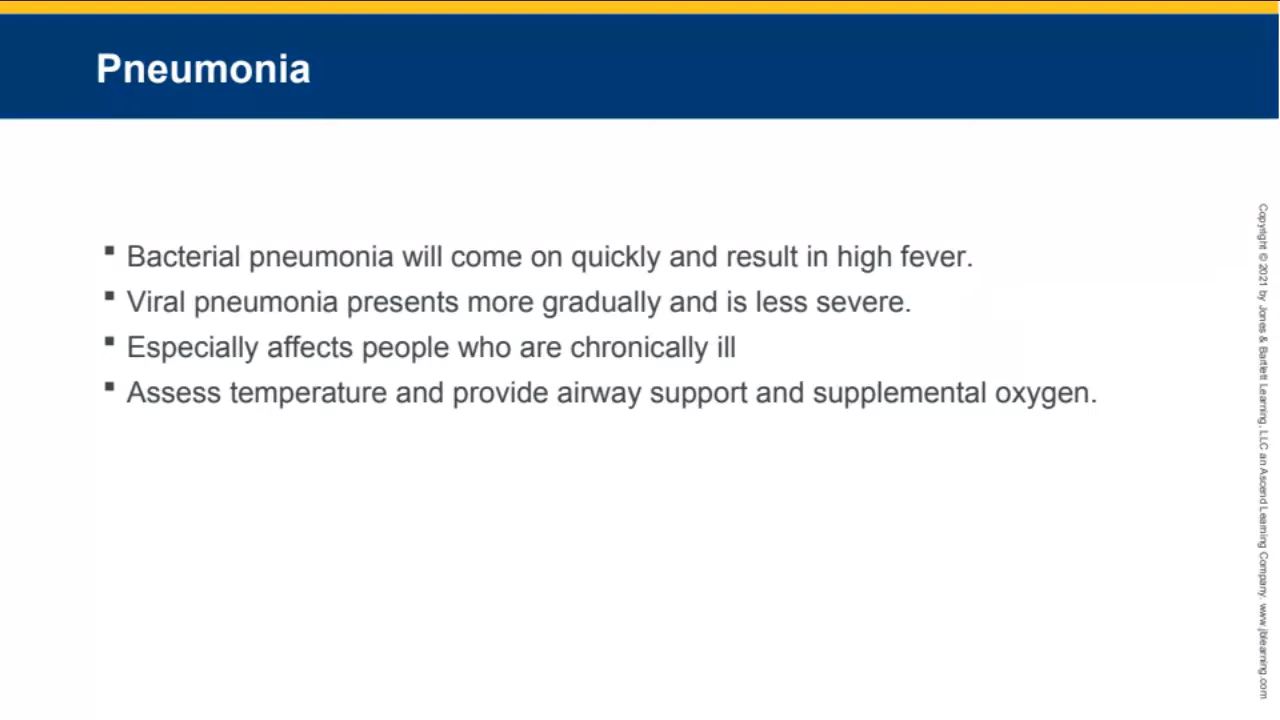 Pneumonia
▪ Bacterial pneumonia will come on quickly and result in high fever.
▪ Viral pneumonia presents more gradually and is less severe.
▪ Especially affects people who are chronically ill
▪ Assess temperature and provide airway support and supplemental oxygen.
Copyright © 2021 by Jones & Bartlett Learning, LLC an Ascend Learning Company. www.jblearning.com